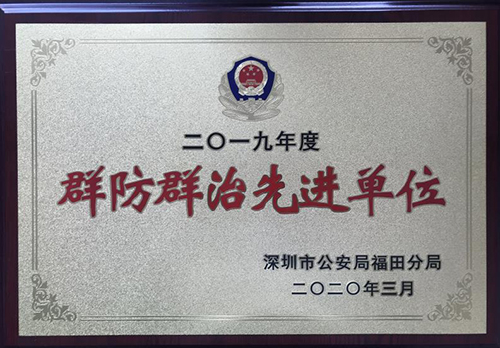 二〇一九年度
群防群治先进单位
深圳市公安局福田分局
二〇二〇年三月